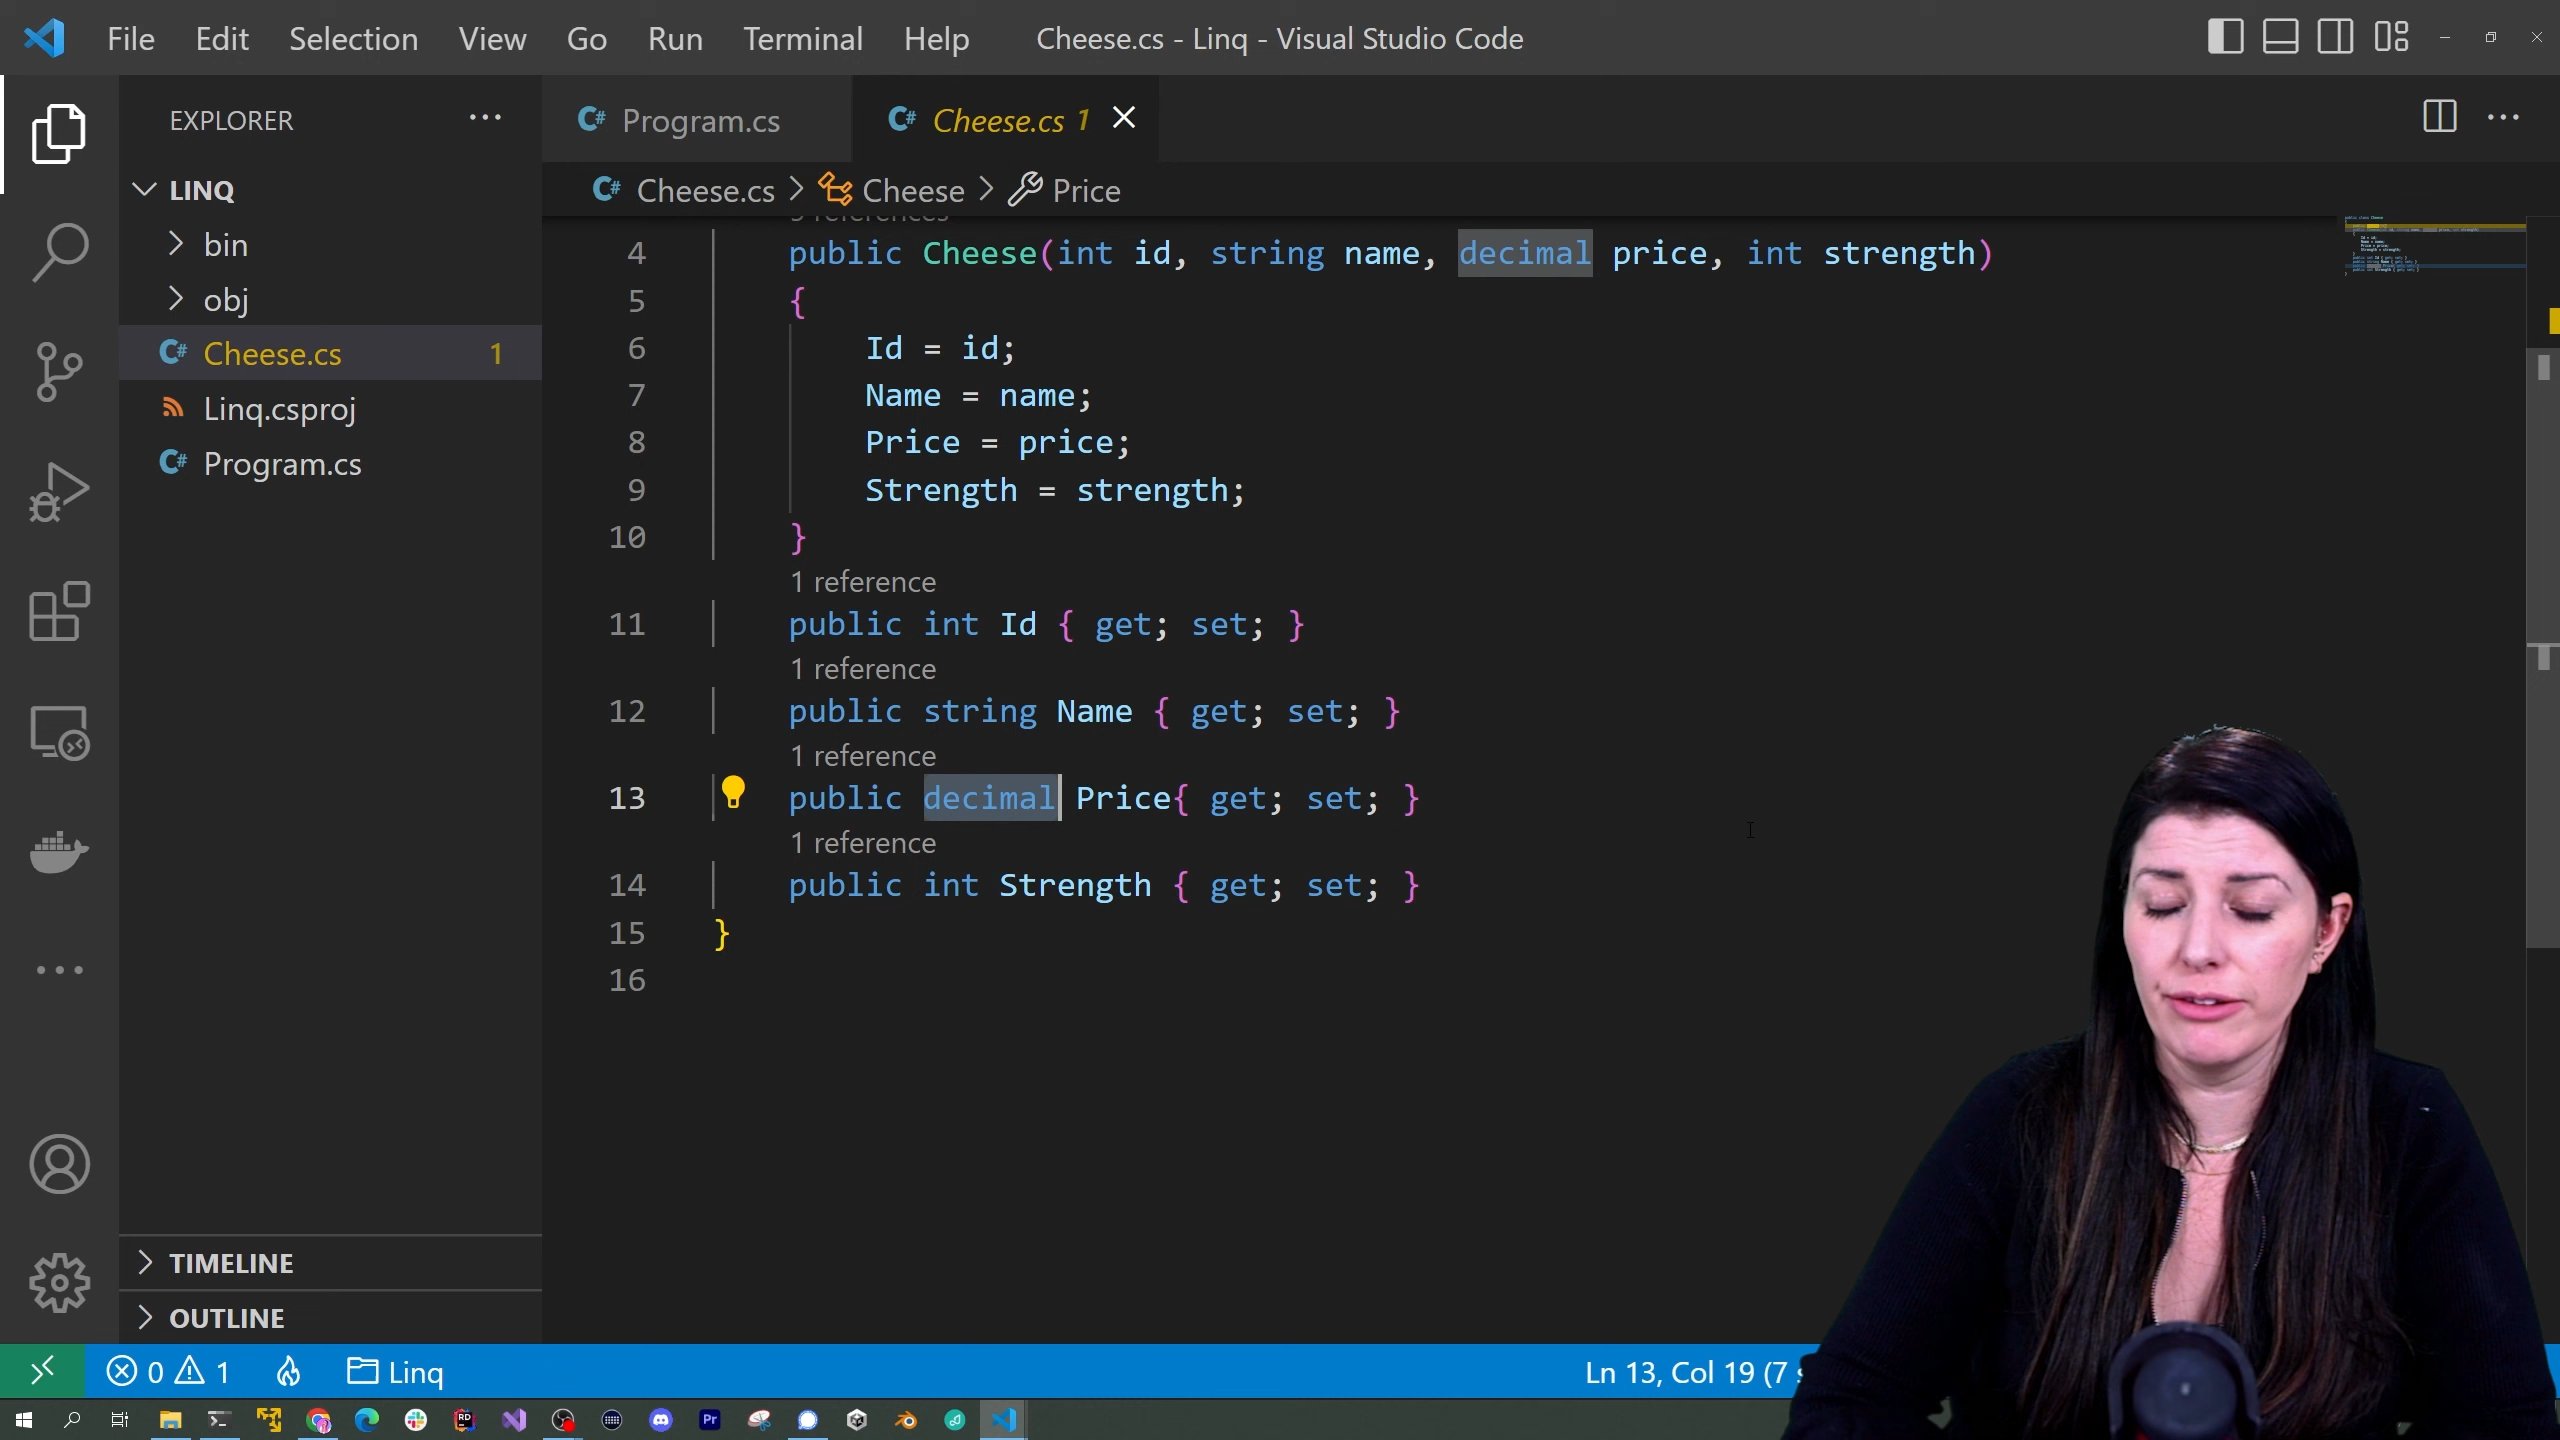 File Edit Selection View Go Run Terminal Help Cheese.cs - Linq - Visual Studio Code
EXPLORER
LINQ
bin
obj
C# Cheese.cs 1
Linq.csproj
C# Program.cs
TIMELINE
OUTLINE
C# Program.cs C# Cheese.cs 1
C# Cheese.cs > Cheese > Price
4 public Cheese(int id, string name, decimal price, int strength)
5 {
6 Id = id;
7 Name = name;
8 Price = price;
9 Strength = strength;
10 }
1 reference
11 public int Id { get; set; }
1 reference
12 public string Name { get; set; }
1 reference
13 public decimal Price{ get; set; }
1 reference
14 public int Strength { get; set; }
15 }
16
0 1 Linq Ln 13, Col 19 (7 s
RD Pr